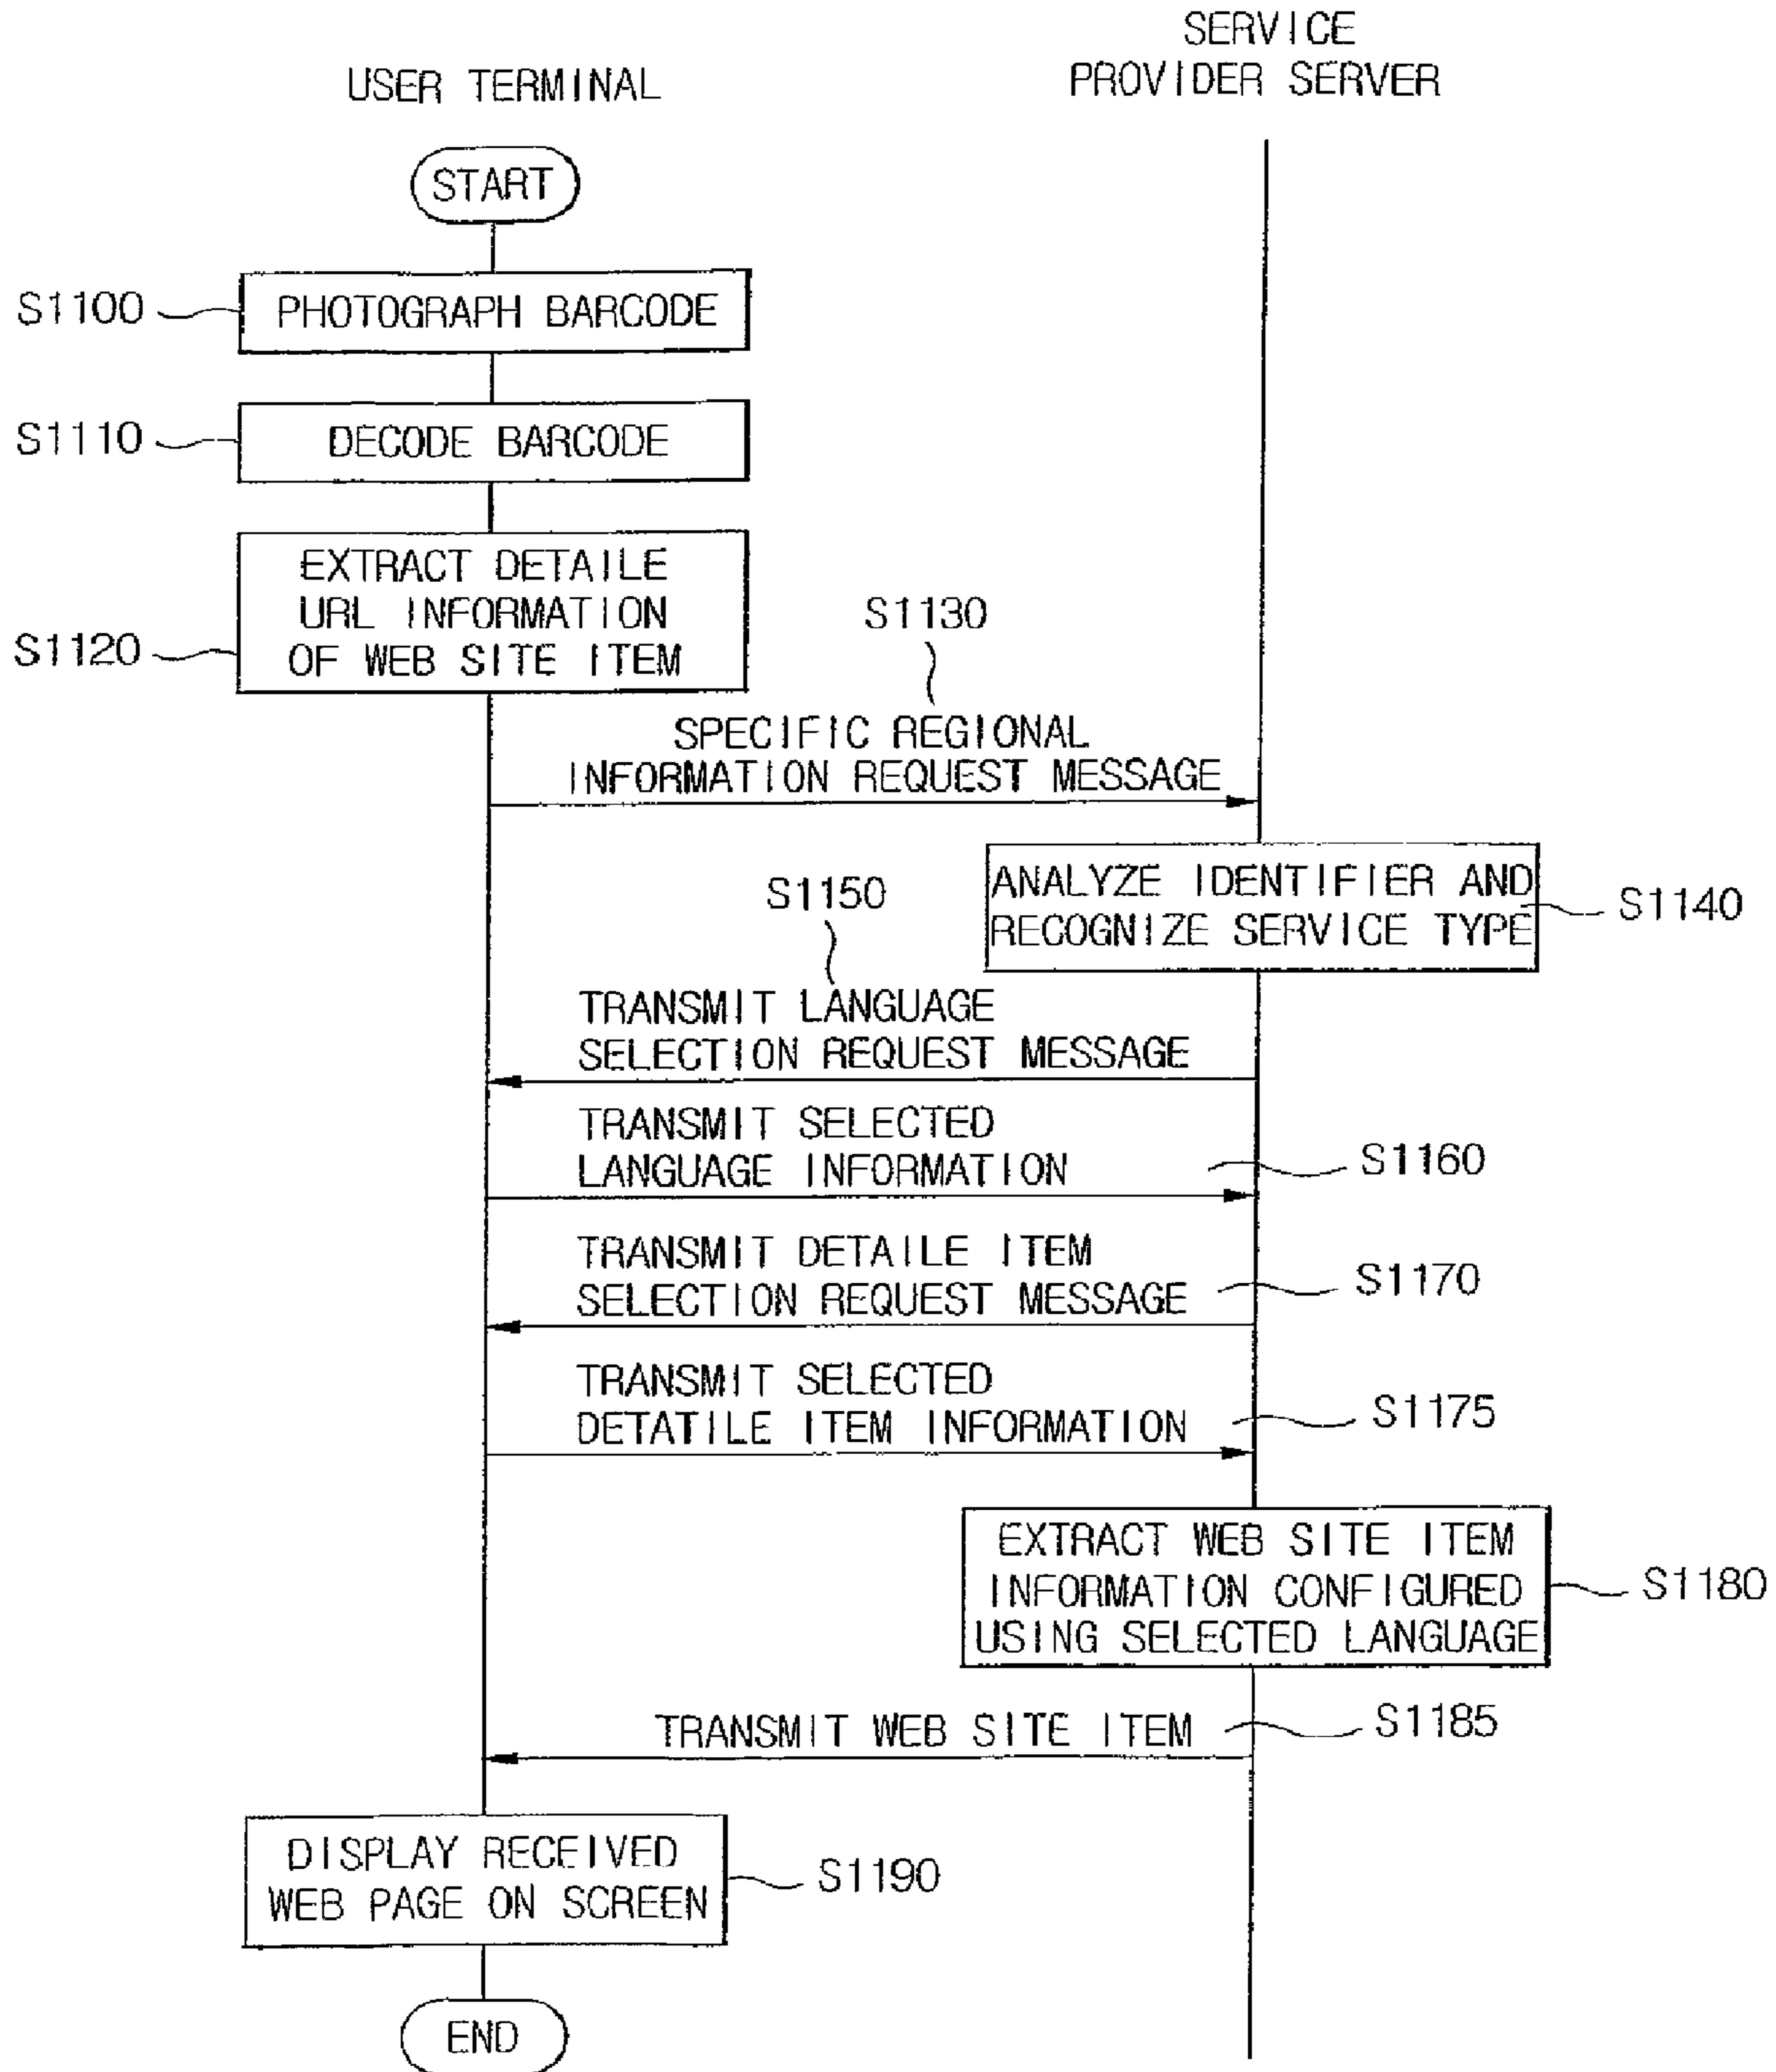 USER TERMINAL
SERVICE
PROVIDER SERVER
START
S1100
PHOTOGRAPH BARCODE
S1110
DECODE BARCODE
S1120
EXTRACT DETAILE
URL INFORMATION
OF WEB SITE ITEM
S1130
SPECIFIC REGIONAL
INFORMATION REQUEST MESSAGE
ANALYZE IDENTIFIER AND
RECOGNIZE SERVICE TYPE
S1140
S1150
TRANSMIT LANGUAGE
SELECTION REQUEST MESSAGE
TRANSMIT SELECTED
LANGUAGE INFORMATION
S1160
TRANSMIT DETAILE ITEM
SELECTION REQUEST MESSAGE
S1170
TRANSMIT SELECTED
DETATILE ITEM INFORMATION
S1175
EXTRACT WEB SITE ITEM
INFORMATION CONFIGURED
USING SELECTED LANGUAGE
S1180
TRANSMIT WEB SITE ITEM
S1185
DISPLAY RECEIVED
WEB PAGE ON SCREEN
S1190
END